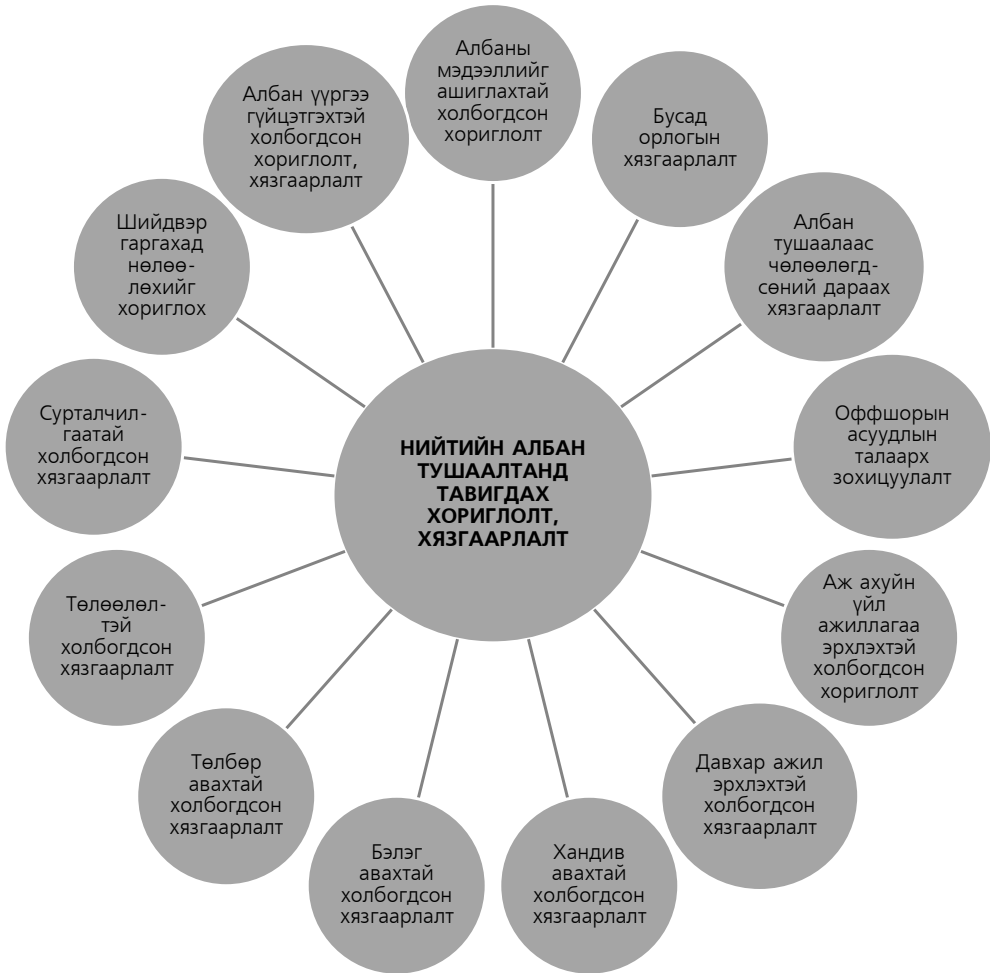 Албаны
мэдээллийг
ашиглахтай
холбогдсон
хориглолт
Бусад
орлогын
хязгаарлалт
Албан
тушаалаас
чөлөөлөгд-
сөний дараах
хязгаарлалт
Оффшорын
асуудлын
талаарх
зохицуулалт
Аж ахуйн
үйл
ажиллагаа
эрхлэхтэй
холбогдсон
хориглолт
Давхар ажил
эрхлэхтэй
холбогдсон
хязгаарлалт
Хандив
авахтай
холбогдсон
хязгаарлалт
Бэлэг
авахтай
холбогдсон
хязгаарлалт
Төлбөр
авахтай
холбогдсон
хязгаарлалт
Төлөөлөл-
тэй
холбогдсон
хязгаарлалт
Сурталчил-
гаатай
холбогдсон
хязгаарлалт
Шийдвэр
гаргахад
нөлөө-
лөхийг
хориглох
Албан үүргээ
гүйцэтгэхтэй
холбогдсон
хориглолт,
хязгаарлалт
НИЙТИЙН АЛБАН
ТУШААЛТАНД
ТАВИГДАХ
ХОРИГЛОЛТ,
ХЯЗГААРЛАЛТ